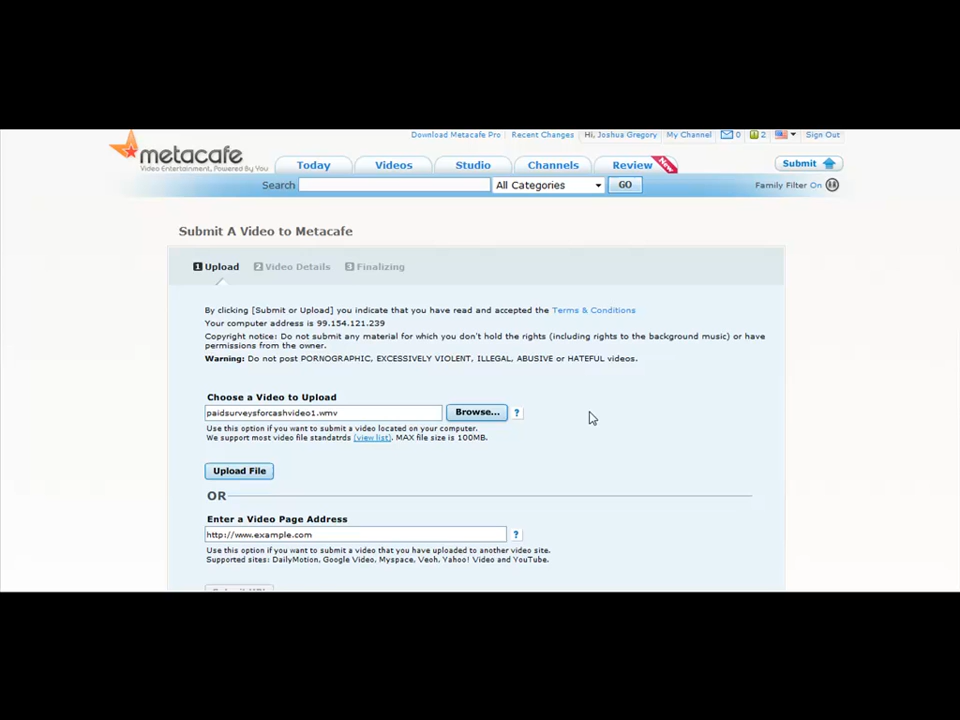 Download Metacafe Pro Recent Changes Hi, Joshua Gregory My Channel 0 2 Sign Out
metacafe
Video Entertainment, Powered By You
Today Videos Studio Channels Review New Submit
Search All Categories GO Family Filter On
Submit A Video to Metacafe
1 Upload 2 Video Details 3 Finalizing
By clicking [Submit or Upload] you indicate that you have read and accepted the Terms & Conditions
Your computer address is 99.154.121.239
Copyright notice: Do not submit any material for which you don't hold the rights (including rights to the background music) or have
permissions from the owner.
Warning: Do not post PORNOGRAPHIC, EXCESSIVELY VIOLENT, ILLEGAL, ABUSIVE or HATEFUL videos.
Choose a Video to Upload
paidsurveysforcashvideo1.wmv Browse... ?
Use this option if you want to submit a video located on your computer.
We support most video file standatrds (view list). MAX file size is 100MB.
Upload File
OR
Enter a Video Page Address
http://www.example.com ?
Use this option if you want to submit a video that you have uploaded to another video site.
Supported sites: DailyMotion, Google Video, Myspace, Veoh, Yahoo! Video and YouTube.